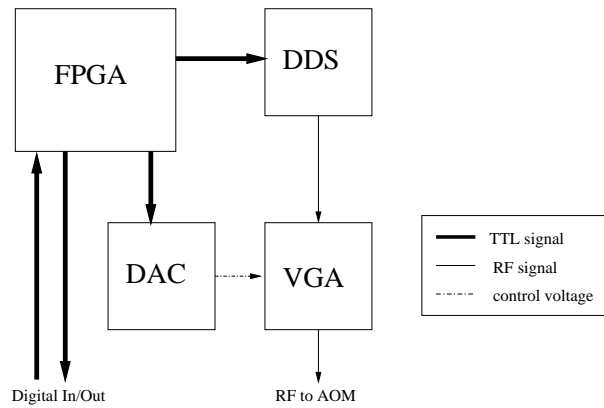 FPGA
DDS
DAC
VGA
TTL signal
RF signal
control voltage
Digital In/Out
RF to AOM